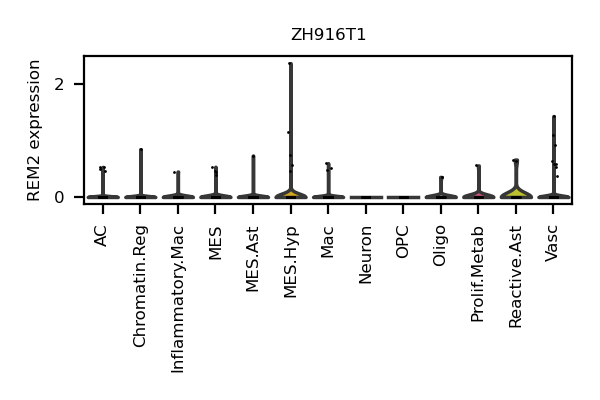 ZH916T1
REM2 expression
2
0
AC
Chromatin.Reg
Inflammatory.Mac
MES
MES.Ast
MES.Hyp
Mac
Neuron
OPC
Oligo
Prolif.Metab
Reactive.Ast
Vasc